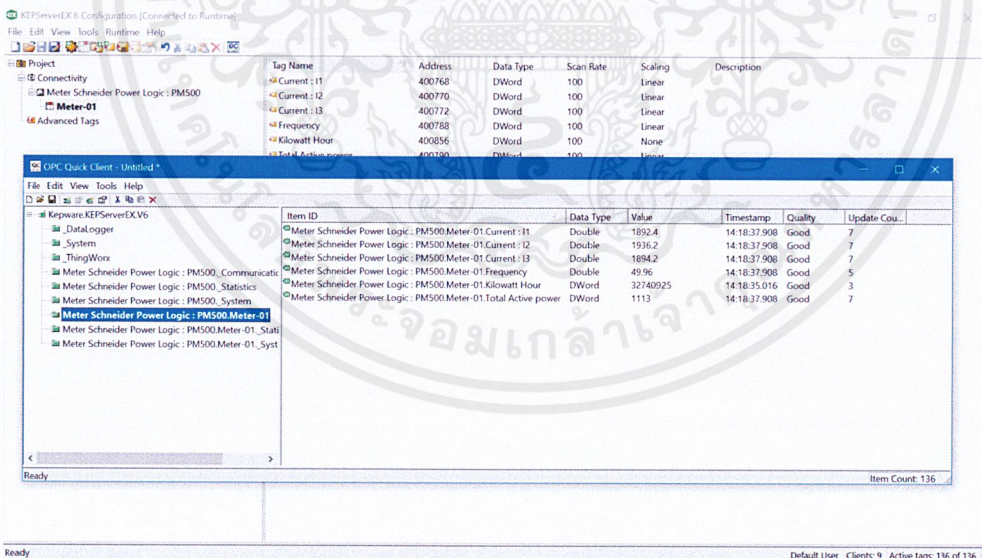 KEPServerEX 6 Configuration [Connected to Runtime]
File Edit View Tools Runtime Help
Project
Connectivity
Meter Schneider Power Logic : PM500
Meter-01
Advanced Tags
Tag Name Address Data Type Scan Rate Scaling Description
Current : I1 400768 DWord 100 Linear
Current : I2 400770 DWord 100 Linear
Current : I3 400772 DWord 100 Linear
Frequency 400788 DWord 100 Linear
Kilowatt Hour 400856 DWord 100 None
Total Active power 400790 DWord 100 Linear
OPC Quick Client - Untitled *
File Edit View Tools Help
Kepware.KEPServerEX.V6
_DataLogger
_System
_ThingWorx
Meter Schneider Power Logic : PM500._Communicatic
Meter Schneider Power Logic : PM500._Statistics
Meter Schneider Power Logic : PM500._System
Meter Schneider Power Logic : PM500.Meter-01
Meter Schneider Power Logic : PM500.Meter-01._Stati
Meter Schneider Power Logic : PM500.Meter-01._Syst
Item ID Data Type Value Timestamp Quality Update Cou...
Meter Schneider Power Logic : PM500.Meter-01.Current : I1 Double 1892.4 14:18:37.908 Good 7
Meter Schneider Power Logic : PM500.Meter-01.Current : I2 Double 1936.2 14:18:37.908 Good 7
Meter Schneider Power Logic : PM500.Meter-01.Current : I3 Double 1894.2 14:18:37.908 Good 7
Meter Schneider Power Logic : PM500.Meter-01.Frequency Double 49.96 14:18:37.908 Good 5
Meter Schneider Power Logic : PM500.Meter-01.Kilowatt Hour DWord 32740925 14:18:35.016 Good 3
Meter Schneider Power Logic : PM500.Meter-01.Total Active power DWord 1113 14:18:37.908 Good 7
Ready
Item Count: 136
Ready
Default User Clients: 9 Active tags: 136 of 136